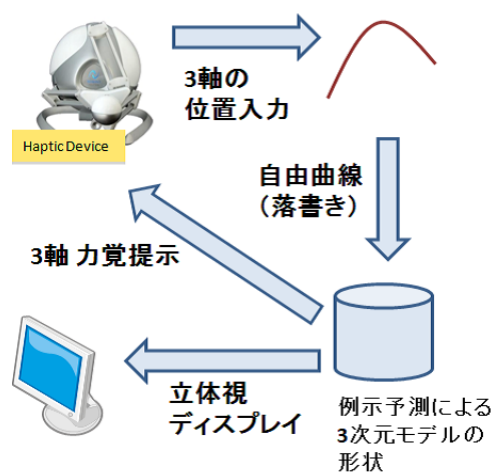 3軸の
位置入力
Haptic Device
自由曲線
（落書き）
3軸 力覚提示
立体視
ディスプレイ
例示予測による
3次元モデルの
形状